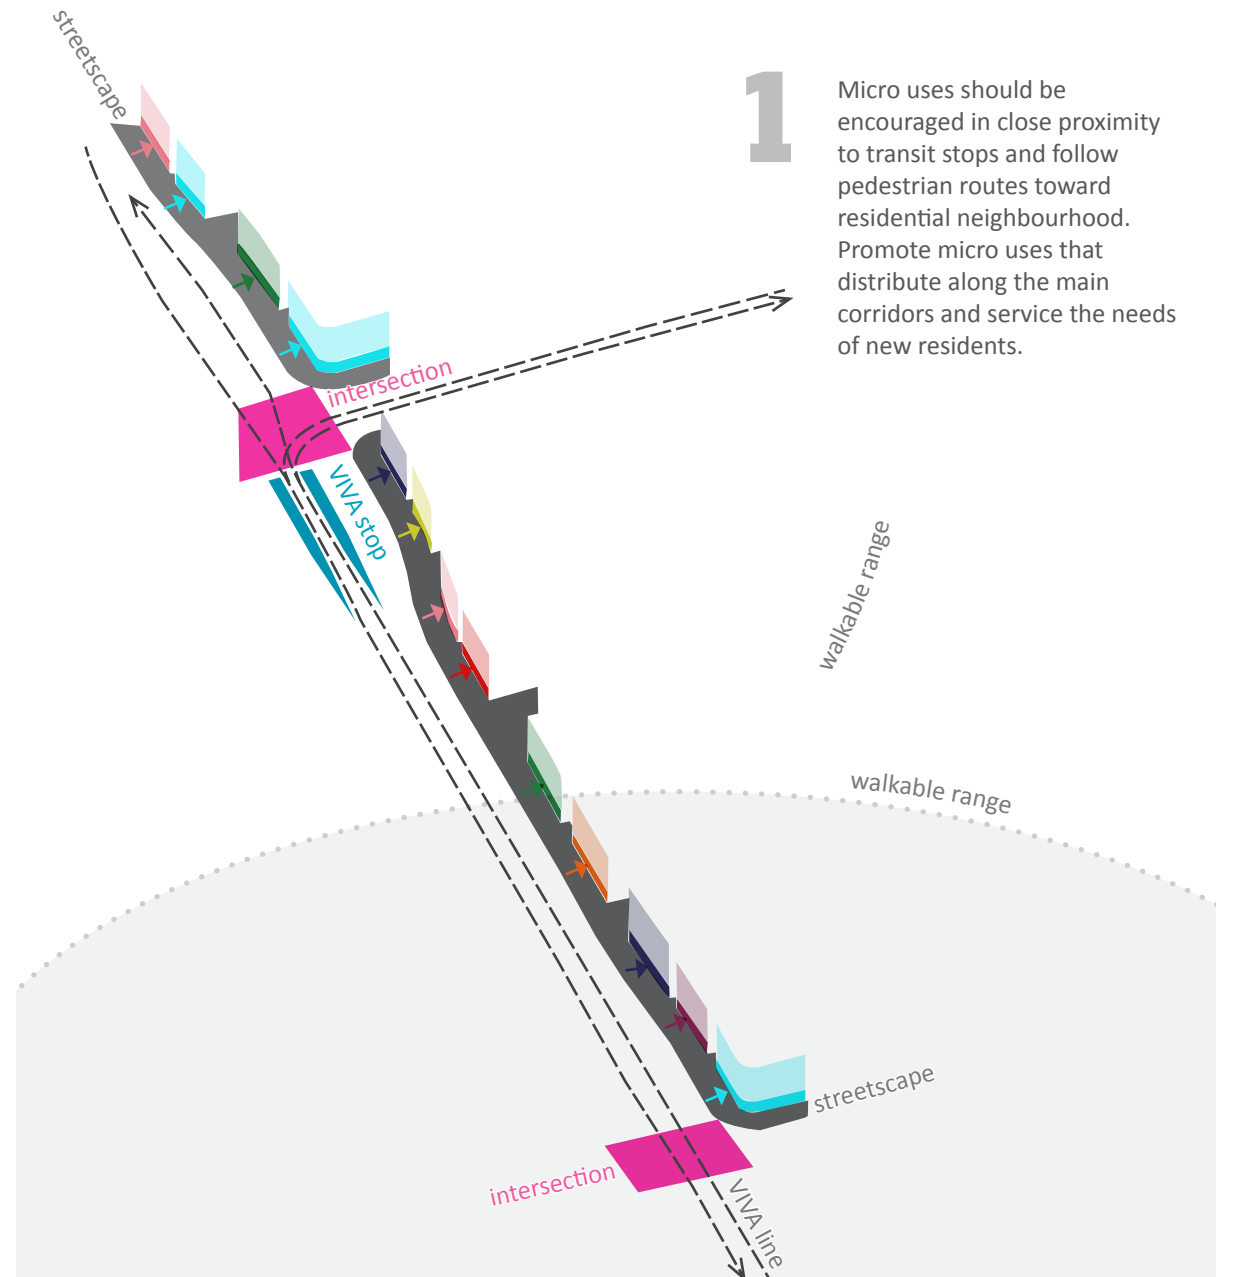 streetscape
1
Micro uses should be
encouraged in close proximity
to transit stops and follow
pedestrian routes toward
residential neighbourhood.
Promote micro uses that
distribute along the main
corridors and service the needs
of new residents.
intersection
VIVA stop
walkable range
walkable range
streetscape
intersection
VIVA line